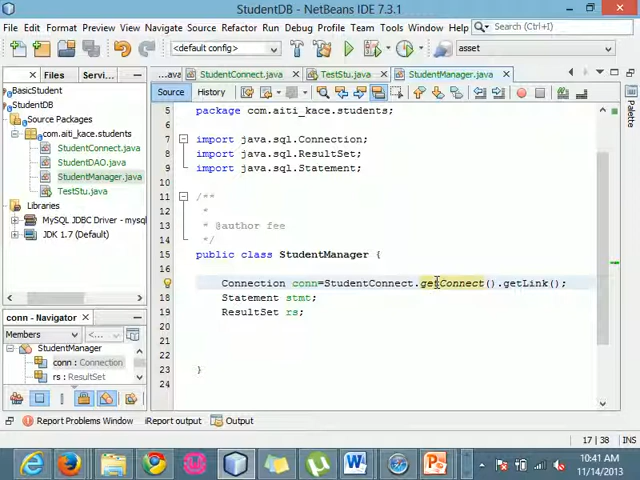 StudentDB - NetBeans IDE 7.3.1
File Edit Format Preview View Navigate Source Refactor Run Debug Profile Team Tools Window Help Search (Ctrl+I)
<default config> asset
Files Servi... ...ava StudentConnect.java TestStu.java StudentManager.java
BasicStudent
StudentDB
Source Packages
com.aiti_kace.students
StudentConnect.java
StudentDAO.java
StudentManager.java
TestStu.java
Libraries
MySQL JDBC Driver - mysq
JDK 1.7 (Default)
Source History
Palette
5 package com.aiti_kace.students;
6
7 import java.sql.Connection;
8 import java.sql.ResultSet;
9 import java.sql.Statement;
10
11 /**
12 *
13 * @author fee
14 */
15 public class StudentManager {
16
Connection conn=StudentConnect.getConnect().getLink();
18 Statement stmt;
19 ResultSet rs;
20
21
22
23 }
24
conn - Navigator
Members <empty>
StudentManager
conn : Connection
rs : ResultSet
Report Problems Window IReport output Output
17 | 38 INS
10:41 AM
11/14/2013